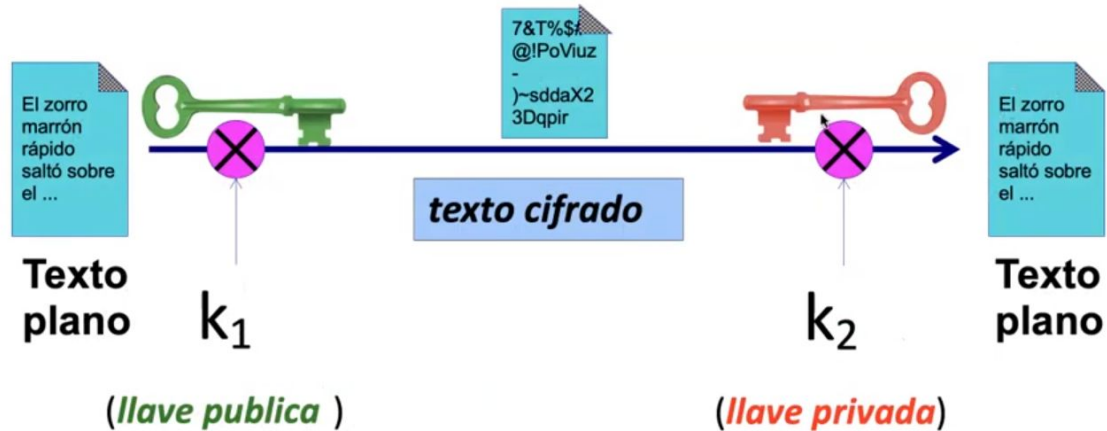 7&T%$#
@!PoViuz
-
)~sddaX2
3Dqpir
El zorro
marrón
rápido
saltó sobre
el ...
El zorro
marrón
rápido
saltó sobre
el ...
texto cifrado
Texto
plano
k1
k2
Texto
plano
(llave publica )
(llave privada)